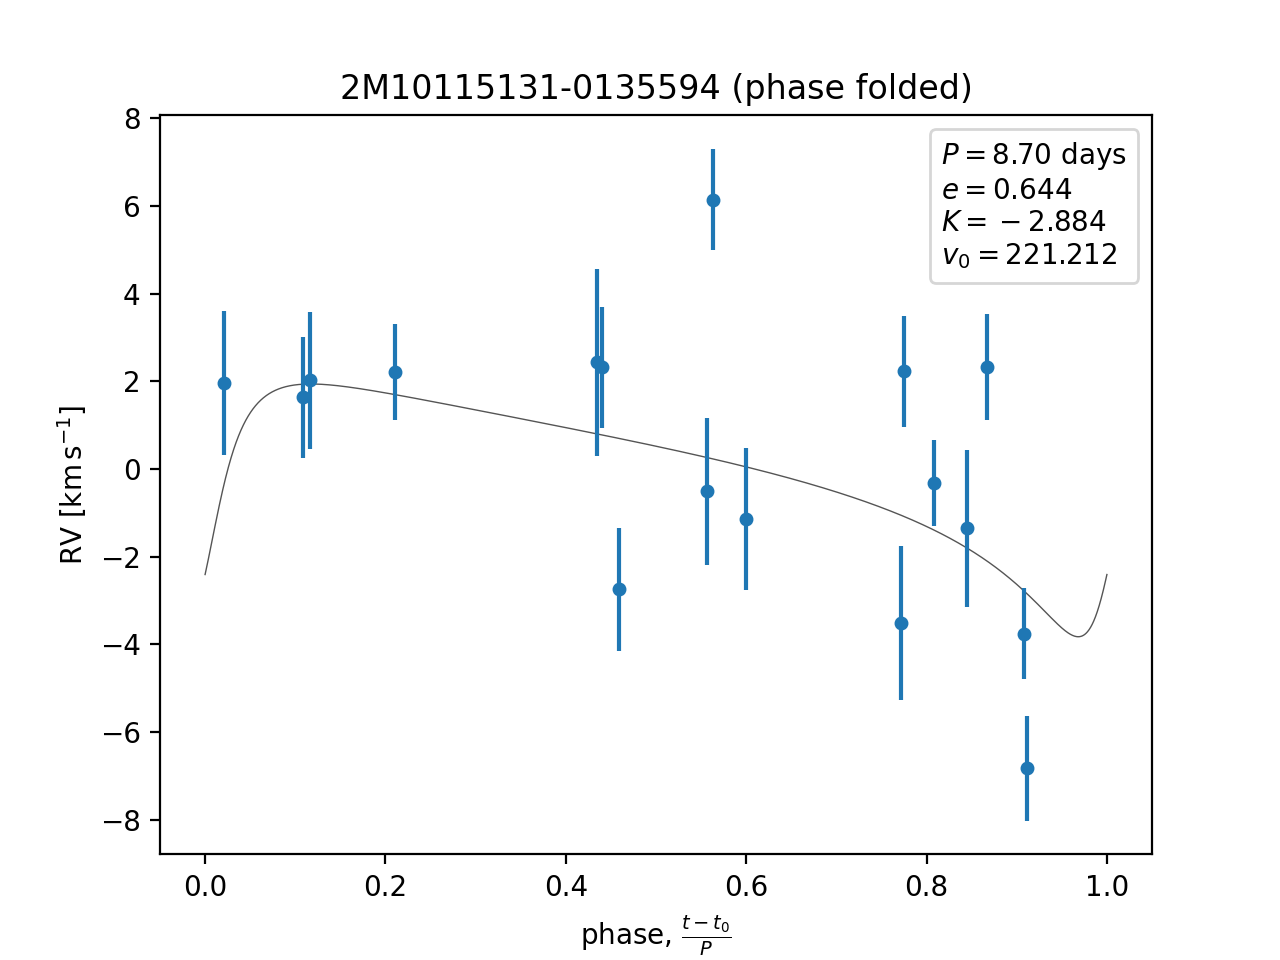 2M10115131-0135594 (phase folded)
P = 8.70 days
e = 0.644
K = −2.884
v₀ = 221.212
8
6
4
2
0
−2
−4
−6
−8
RV [km s⁻¹]
0.0 0.2 0.4 0.6 0.8 1.0
phase, (t − t₀)/P